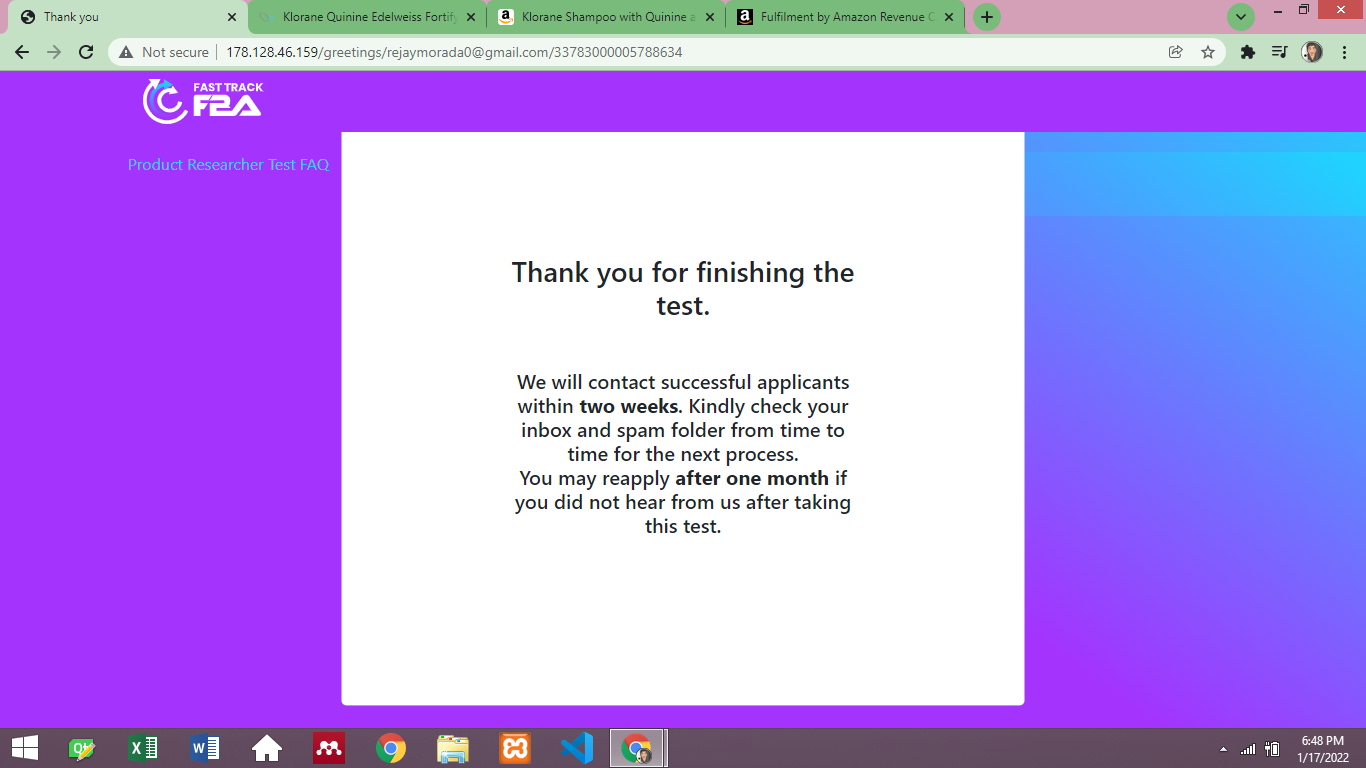 Thank you
Klorane Quinine Edelweiss Fortify
Klorane Shampoo with Quinine a
Fulfilment by Amazon Revenue C
Not secure
178.128.46.159/greetings/rejaymorada0@gmail.com/33783000005788634
FAST TRACK
FBA
Product Researcher Test FAQ
Thank you for finishing the
test.
We will contact successful applicants
within two weeks. Kindly check your
inbox and spam folder from time to
time for the next process.
You may reapply after one month if
you did not hear from us after taking
this test.
6:48 PM
1/17/2022